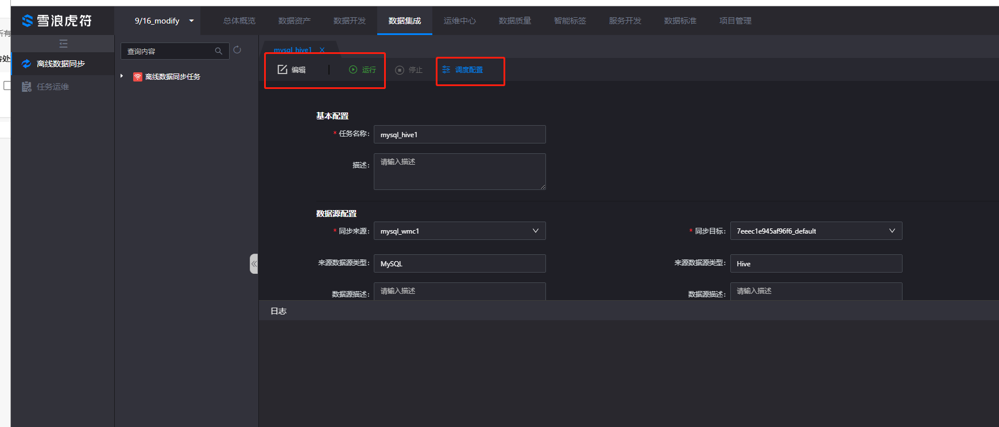 雪浪虎符
9/16_modify
总体概览
数据资产
数据开发
数据集成
运维中心
数据质量
智能标签
服务开发
数据标准
项目管理
所有
待处
离线数据同步
任务运维
查询内容
离线数据同步任务
mysql_hive1 X
编辑
运行
停止
调度配置
基本配置
* 任务名称: mysql_hive1
描述: 请输入描述
数据源配置
* 同步来源: mysql_wmc1
* 同步目标: 7eeec1e945af96f6_default
来源数据源类型: MySQL
来源数据源类型: Hive
数据源描述: 请输入描述
数据源描述: 请输入描述
日志